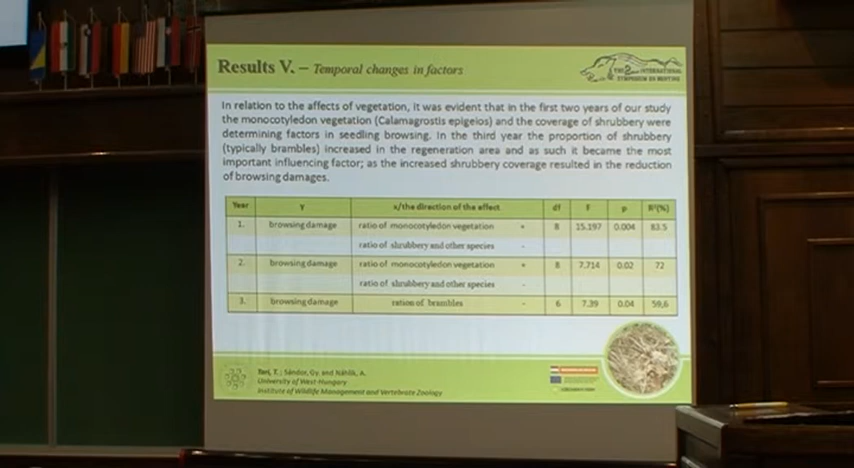 Results V. – Temporal changes in factors
THE 2nd INTERNATIONAL
SYMPOSIUM ON HUNTING
In relation to the affects of vegetation, it was evident that in the first two years of our study
the monocotyledon vegetation (Calamagrostis epigeios) and the coverage of shrubbery were
determining factors in seedling browsing. In the third year the proportion of shrubbery
(typically brambles) increased in the regeneration area and as such it became the most
important influencing factor; as the increased shrubbery coverage resulted in the reduction
of browsing damages.
Year Y x/the direction of the affect df F p R²(%)
1. browsing damage ratio of monocotyledon vegetation + 8 15.197 0.004 83.5
ratio of shrubbery and other species -
2. browsing damage ratio of monocotyledon vegetation + 8 7.714 0.02 72
ratio of shrubbery and other species -
3. browsing damage ration of brambles - 6 7.39 0.04 59,6
Tari, T.; Sándor, Gy. and Náhlik, A.
University of West-Hungary
Institute of Wildlife Management and Vertebrate Zoology